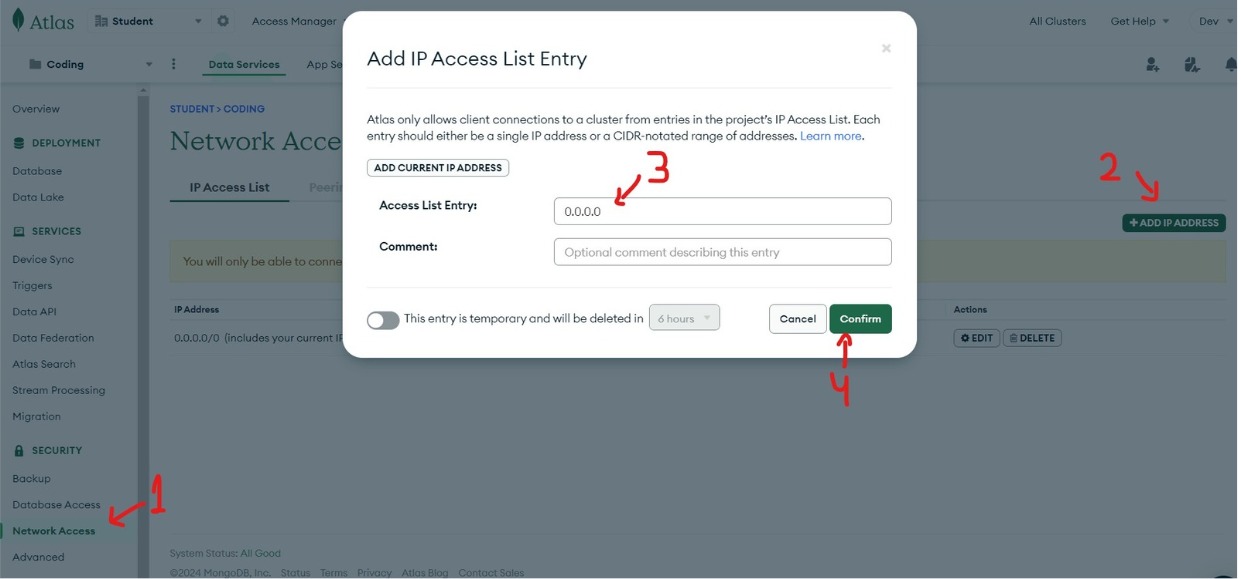 Atlas
Student
Access Manager
All Clusters
Get Help
Dev
Coding
Data Services
App Se
Overview
DEPLOYMENT
Database
Data Lake
SERVICES
Device Sync
Triggers
Data API
Data Federation
Atlas Search
Stream Processing
Migration
SECURITY
Backup
Database Access
Network Access
Advanced
1
STUDENT > CODING
Network Acce
IP Access List
Peerin
2
+ ADD IP ADDRESS
You will only be able to conne
IP Address
Actions
0.0.0.0/0 (includes your current IP
EDIT
DELETE
Add IP Access List Entry
×
Atlas only allows client connections to a cluster from entries in the project's IP Access List. Each
entry should either be a single IP address or a CIDR-notated range of addresses. Learn more.
ADD CURRENT IP ADDRESS
3
Access List Entry:
0.0.0.0
Comment:
Optional comment describing this entry
This entry is temporary and will be deleted in
6 hours
Cancel
Confirm
4
System Status: All Good
©2024 MongoDB, Inc. Status Terms Privacy Atlas Blog Contact Sales